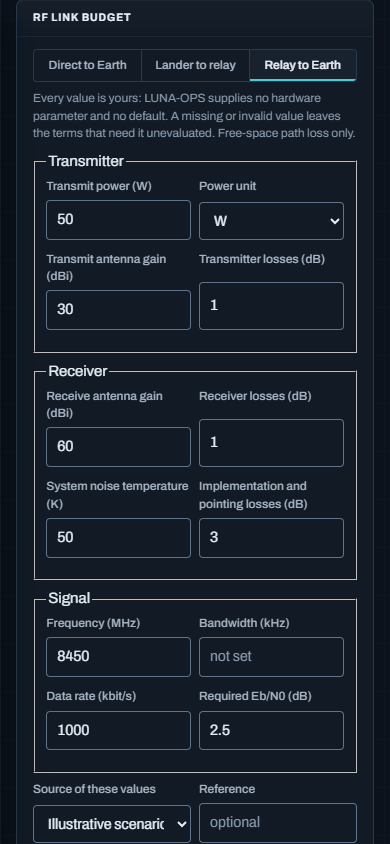 RF LINK BUDGET
Direct to Earth
Lander to relay
Relay to Earth
Every value is yours: LUNA-OPS supplies no hardware
parameter and no default. A missing or invalid value leaves
the terms that need it unevaluated. Free-space path loss only.
Transmitter
Transmit power (W)
Power unit
50
W
Transmit antenna gain
(dBi)
Transmitter losses (dB)
30
1
Receiver
Receive antenna gain
(dBi)
Receiver losses (dB)
60
1
System noise temperature
(K)
Implementation and
pointing losses (dB)
50
3
Signal
Frequency (MHz)
Bandwidth (kHz)
8450
not set
Data rate (kbit/s)
Required Eb/N0 (dB)
1000
2.5
Source of these values
Reference
Illustrative scenaric
optional